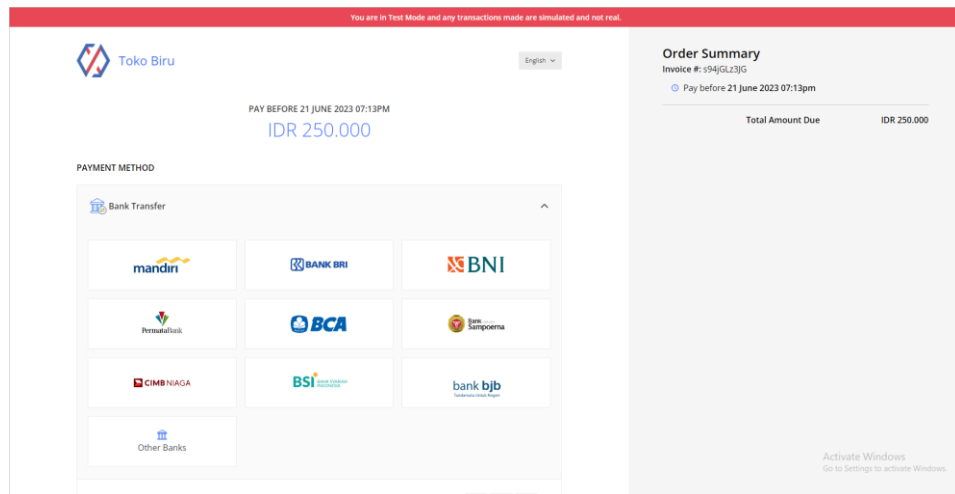 You are in Test Mode and any transactions made are simulated and not real.
Toko Biru
English
PAY BEFORE 21 JUNE 2023 07:13PM
IDR 250.000
PAYMENT METHOD
Bank Transfer
mandiri
BANK BRI
BNI
PermataBank
BCA
Bank Sampoerna
CIMB NIAGA
BSI BANK SYARIAH INDONESIA
bank bjb
Other Banks
Order Summary
Invoice #: s94jGLz3JG
Pay before 21 June 2023 07:13pm
Total Amount Due IDR 250.000
Activate Windows
Go to Settings to activate Windows.